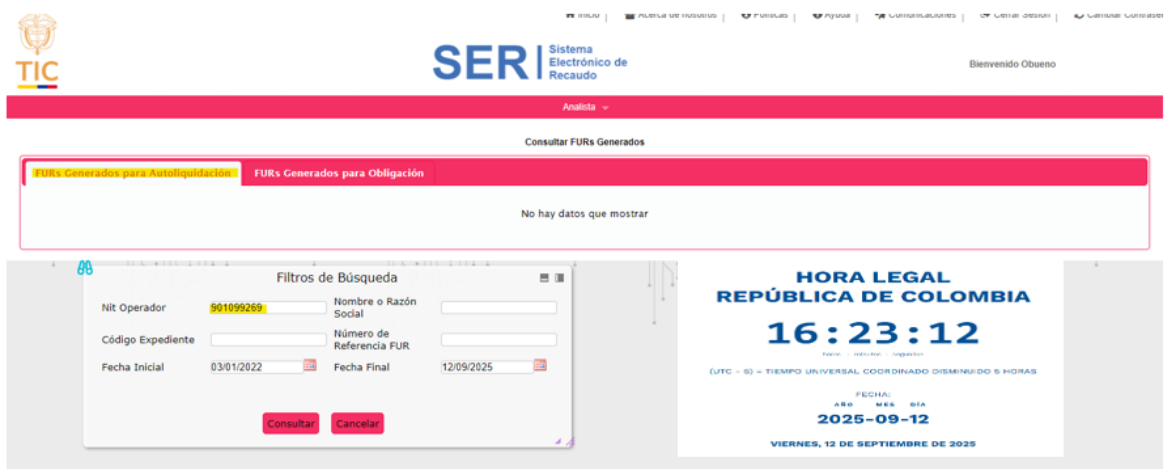 Inicio | Acerca de nosotros | Políticas | Ayuda | Comunicaciones | Cerrar Sesión | Cambiar Contraseñ
TIC
SER | Sistema Electrónico de Recaudo
Bienvenido Obueno
Analista
Consultar FURs Generados
FURs Generados para Autoliquidación FURs Generados para Obligación
No hay datos que mostrar
Filtros de Búsqueda
Nit Operador 901099269 Nombre o Razón Social
Código Expediente Número de Referencia FUR
Fecha Inicial 03/01/2022 Fecha Final 12/09/2025
Consultar Cancelar
HORA LEGAL
REPÚBLICA DE COLOMBIA
16:23:12
horas : minutos : segundos
(UTC - 5) = TIEMPO UNIVERSAL COORDINADO DISMINUIDO 5 HORAS
FECHA:
AÑO MES DÍA
2025-09-12
VIERNES, 12 DE SEPTIEMBRE DE 2025